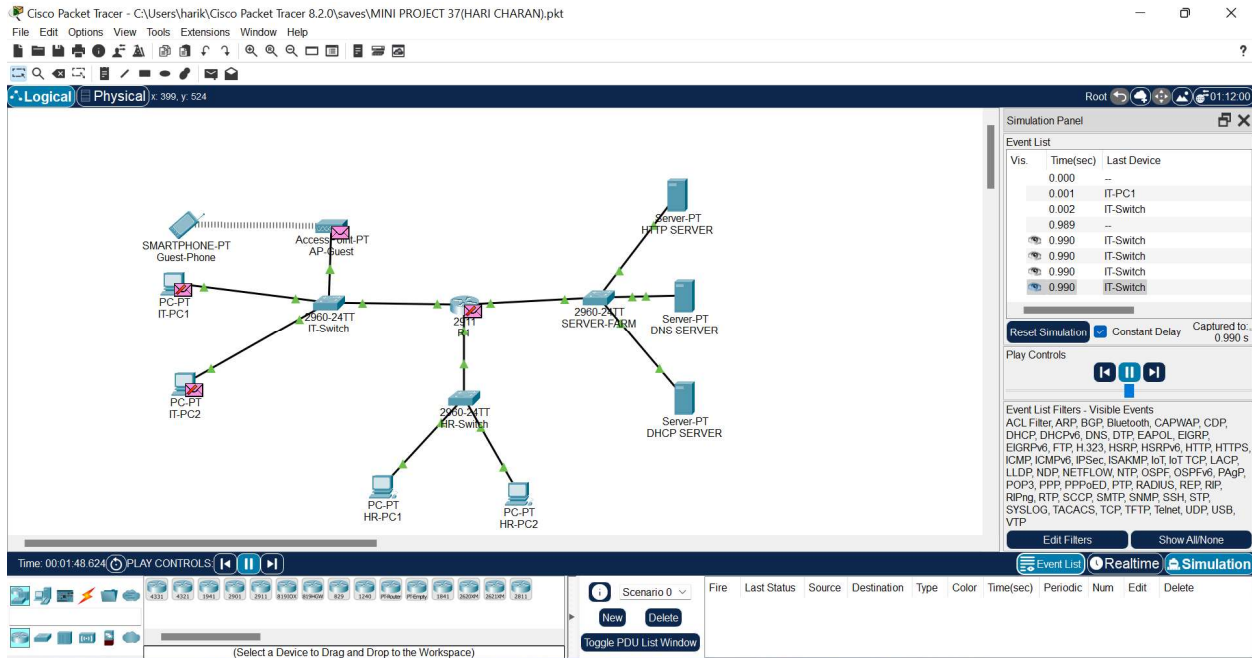 Cisco Packet Tracer - C:\Users\harik\Cisco Packet Tracer 8.2.0\saves\MINI PROJECT 37(HARI CHARAN).pkt
File Edit Options View Tools Extensions Window Help
?
Logical Physical x: 399, y: 524 Root 01:12:00
Simulation Panel
Event List
Vis. Time(sec) Last Device
0.000 --
0.001 IT-PC1
0.002 IT-Switch
0.989 --
0.990 IT-Switch
0.990 IT-Switch
0.990 IT-Switch
0.990 IT-Switch
Reset Simulation Constant Delay Captured to:
0.990 s
Play Controls
Event List Filters - Visible Events
ACL Filter, ARP, BGP, Bluetooth, CAPWAP, CDP,
DHCP, DHCPv6, DNS, DTP, EAPOL, EIGRP,
EIGRPv6, FTP, H.323, HSRP, HSRPv6, HTTP, HTTPS,
ICMP, ICMPv6, IPSec, ISAKMP, IoT, IoT TCP, LACP,
LLDP, NDP, NETFLOW, NTP, OSPF, OSPFv6, PAgP,
POP3, PPP, PPPoED, PTP, RADIUS, REP, RIP,
RIPng, RTP, SCCP, SMTP, SNMP, SSH, STP,
SYSLOG, TACACS, TCP, TFTP, Telnet, UDP, USB,
VTP
Edit Filters Show All/None
SMARTPHONE-PT
Guest-Phone
AP-Guest
PC-PT
IT-PC1
2960-24TT
IT-Switch
PC-PT
IT-PC2
2911
R1
2960-24TT
HR-Switch
PC-PT
HR-PC1
PC-PT
HR-PC2
2960-24TT
SERVER-FARM
Server-PT
HTTP SERVER
Server-PT
DNS SERVER
Server-PT
DHCP SERVER
Time: 00:01:48.624 PLAY CONTROLS:
Event List Realtime Simulation
4331 4321 1941 2901 2911 819IOX 819HGW 829 1240 PT-Router PT-Empty 1841 2620XM 2621XM 2811
(Select a Device to Drag and Drop to the Workspace)
Scenario 0
New Delete
Toggle PDU List Window
Fire Last Status Source Destination Type Color Time(sec) Periodic Num Edit Delete